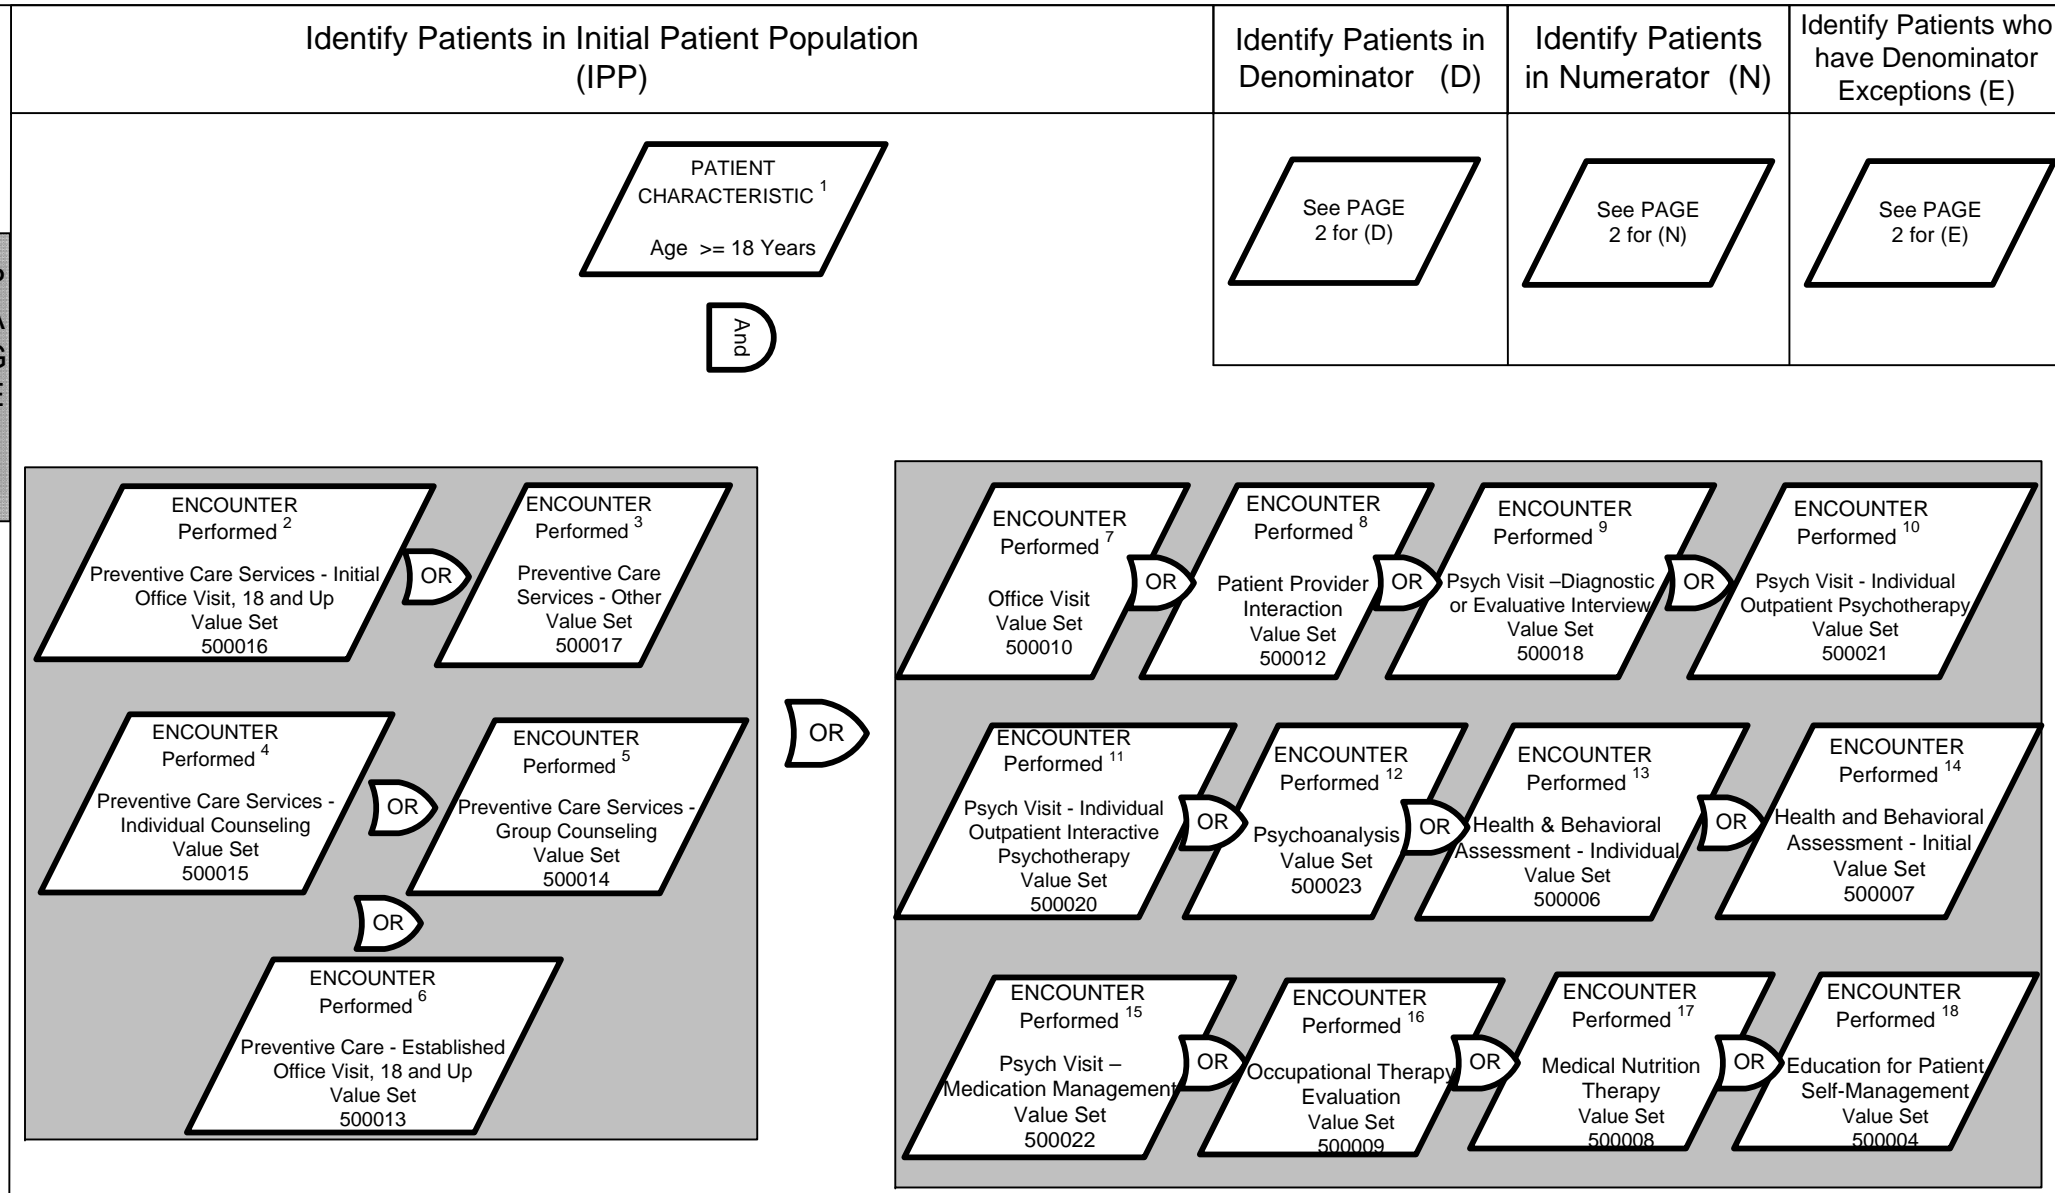 Identify Patients in Initial Patient Population
(IPP)
Identify Patients in
Denominator (D)
Identify Patients
in Numerator (N)
Identify Patients who
have Denominator
Exceptions (E)
PATIENT
CHARACTERISTIC 1
Age >= 18 Years
See PAGE
2 for (D)
See PAGE
2 for (N)
See PAGE
2 for (E)
And
ENCOUNTER
Performed 2
Preventive Care Services - Initial
Office Visit, 18 and Up
Value Set
500016
OR
ENCOUNTER
Performed 3
Preventive Care
Services - Other
Value Set
500017
ENCOUNTER
Performed 4
Preventive Care Services -
Individual Counseling
Value Set
500015
OR
ENCOUNTER
Performed 5
Preventive Care Services -
Group Counseling
Value Set
500014
OR
ENCOUNTER
Performed 6
Preventive Care - Established
Office Visit, 18 and Up
Value Set
500013
OR
ENCOUNTER
Performed 7
Office Visit
Value Set
500010
OR
ENCOUNTER
Performed 8
Patient Provider
Interaction
Value Set
500012
OR
ENCOUNTER
Performed 9
Psych Visit –Diagnostic
or Evaluative Interview
Value Set
500018
OR
ENCOUNTER
Performed 10
Psych Visit - Individual
Outpatient Psychotherapy
Value Set
500021
ENCOUNTER
Performed 11
Psych Visit - Individual
Outpatient Interactive
Psychotherapy
Value Set
500020
OR
ENCOUNTER
Performed 12
Psychoanalysis
Value Set
500023
OR
ENCOUNTER
Performed 13
Health & Behavioral
Assessment - Individual
Value Set
500006
OR
ENCOUNTER
Performed 14
Health and Behavioral
Assessment - Initial
Value Set
500007
ENCOUNTER
Performed 15
Psych Visit –
Medication Management
Value Set
500022
OR
ENCOUNTER
Performed 16
Occupational Therapy
Evaluation
Value Set
500009
OR
ENCOUNTER
Performed 17
Medical Nutrition
Therapy
Value Set
500008
OR
ENCOUNTER
Performed 18
Education for Patient
Self-Management
Value Set
500004